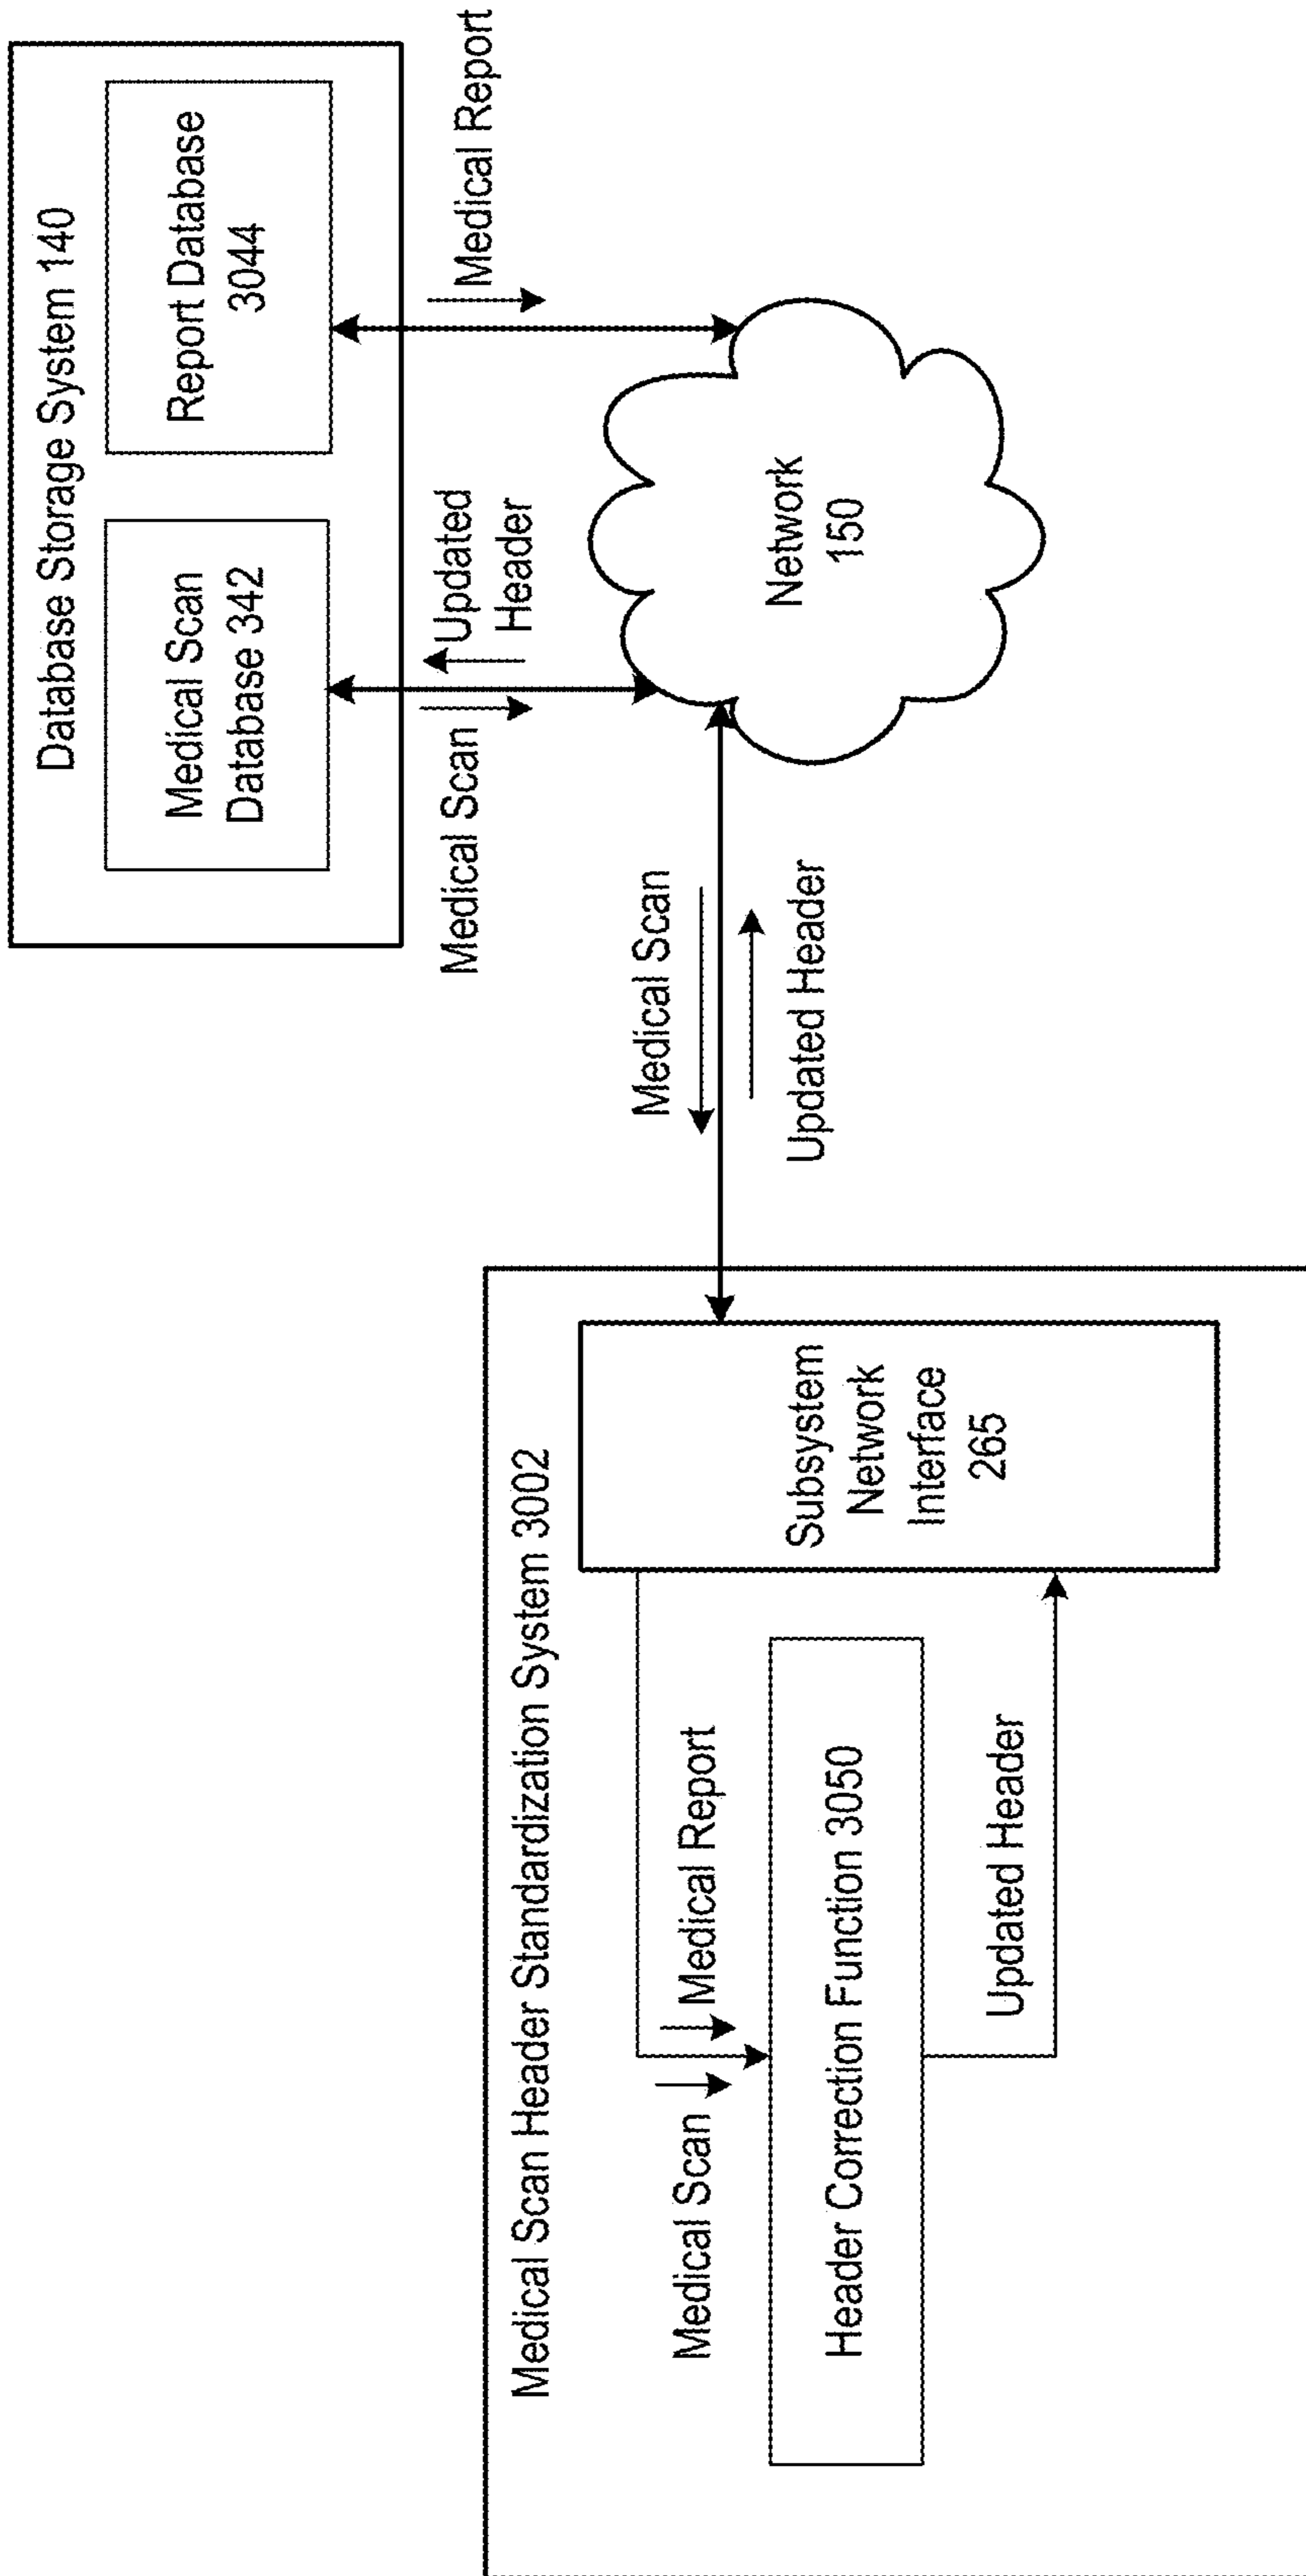 Database Storage System 140
Medical Scan
Database 342
Report Database
3044
Medical Scan
Updated
Header
Medical Report
Medical Scan
Updated Header
Network
150
Medical Scan Header Standardization System 3002
Medical Scan
Medical Report
Header Correction Function 3050
Updated Header
Subsystem
Network
Interface
265